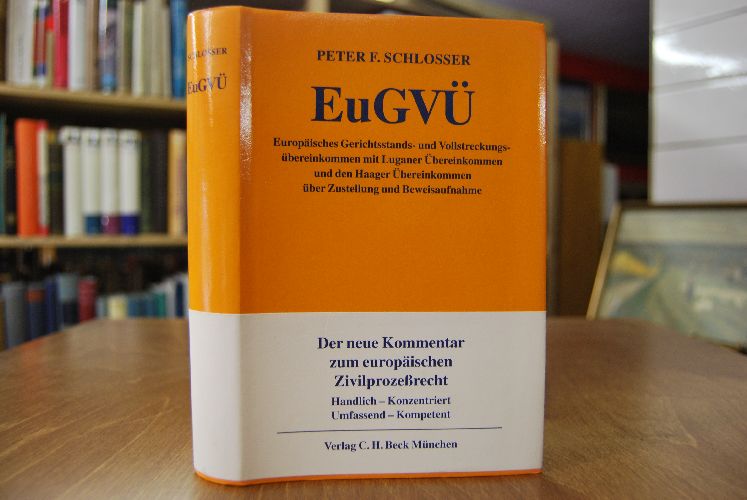 PETER F. SCHLOSSER
EuGVÜ
Europäisches Gerichtsstands- und Vollstreckungs-
übereinkommen mit Luganer Übereinkommen
und den Haager Übereinkommen
über Zustellung und Beweisaufnahme
Der neue Kommentar
zum europäischen
Zivilprozeßrecht
Handlich – Konzentriert
Umfassend – Kompetent
Verlag C. H. Beck München
SCHLOSSER
EuGVÜ